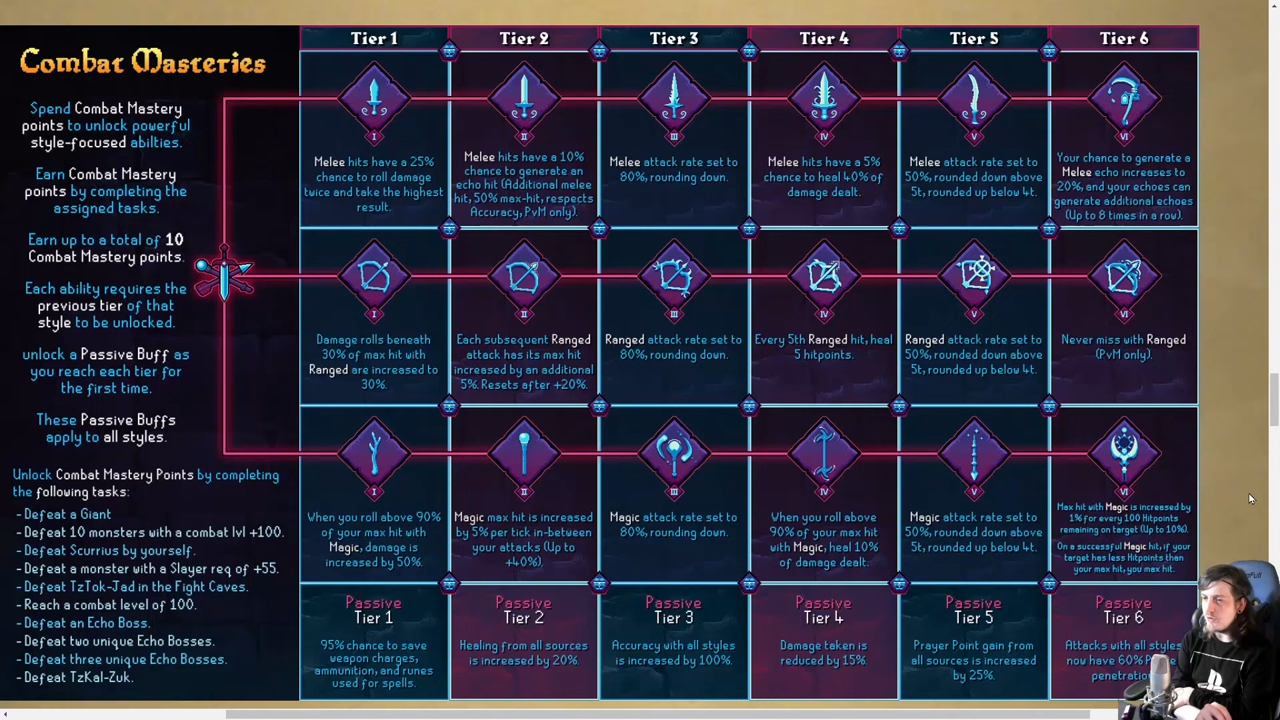 Combat Masteries
Spend Combat Mastery
points to unlock powerful
style-focused abilties.
Earn Combat Mastery
points by completing the
assigned tasks.
Earn up to a total of 10
Combat Mastery points.
Each ability requires the
previous tier of that
style to be unlocked.
unlock a Passive Buff as
you reach each tier for
the first time.
These Passive Buffs
apply to all styles.
Unlock Combat Mastery Points by completing
the following tasks:
- Defeat a Giant
- Defeat 10 monsters with a combat lvl +100.
- Defeat Scurrius by yourself.
- Defeat a monster with a Slayer req of +55.
- Defeat TzTok-Jad in the Fight Caves.
- Reach a combat level of 100.
- Defeat an Echo Boss.
- Defeat two unique Echo Bosses.
- Defeat three unique Echo Bosses.
- Defeat TzKal-Zuk.
Tier 1
Tier 2
Tier 3
Tier 4
Tier 5
Tier 6
I
II
III
IV
V
VI
Melee hits have a 25%
chance to roll damage
twice and take the highest
result.
Melee hits have a 10%
chance to generate an
echo hit (Additional melee
hit, 50% max-hit, respects
Accuracy, PvM only).
Melee attack rate set to
80%, rounding down.
Melee hits have a 5%
chance to heal 40% of
damage dealt.
Melee attack rate set to
50%, rounded down above
5t, rounded up below 4t.
Your chance to generate a
Melee echo increases to
20%, and your echoes can
generate additional echoes
(Up to 8 times in a row).
I
II
III
IV
V
VI
Damage rolls beneath
30% of max hit with
Ranged are increased to
30%.
Each subsequent Ranged
attack has its max hit
increased by an additional
5%. Resets after +20%.
Ranged attack rate set to
80%, rounding down.
Every 5th Ranged hit, heal
5 hitpoints.
Ranged attack rate set to
50%, rounded down above
5t, rounded up below 4t.
Never miss with Ranged
(PvM only).
I
II
III
IV
V
VI
When you roll above 90%
of your max hit with
Magic, damage is
increased by 50%.
Magic max hit is increased
by 5% per tick in-between
your attacks (Up to
+40%).
Magic attack rate set to
80%, rounding down.
When you roll above
90% of your max hit
with Magic, heal 10%
of damage dealt.
Magic attack rate set to
50%, rounded down above
5t, rounded up below 4t.
Max hit with Magic is increased by
1% for every 100 Hitpoints
remaining on target (Up to 10%).
On a successful Magic hit, if your
target has less Hitpoints than
your max hit, you max hit.
Passive
Tier 1
95% chance to save
weapon charges,
ammunition, and runes
used for spells.
Passive
Tier 2
Healing from all sources
is increased by 20%.
Passive
Tier 3
Accuracy with all styles
is increased by 100%.
Passive
Tier 4
Damage taken is
reduced by 15%.
Passive
Tier 5
Prayer Point gain from
all sources is increased
by 25%.
Passive
Tier 6
Attacks with all styles
now have 60%